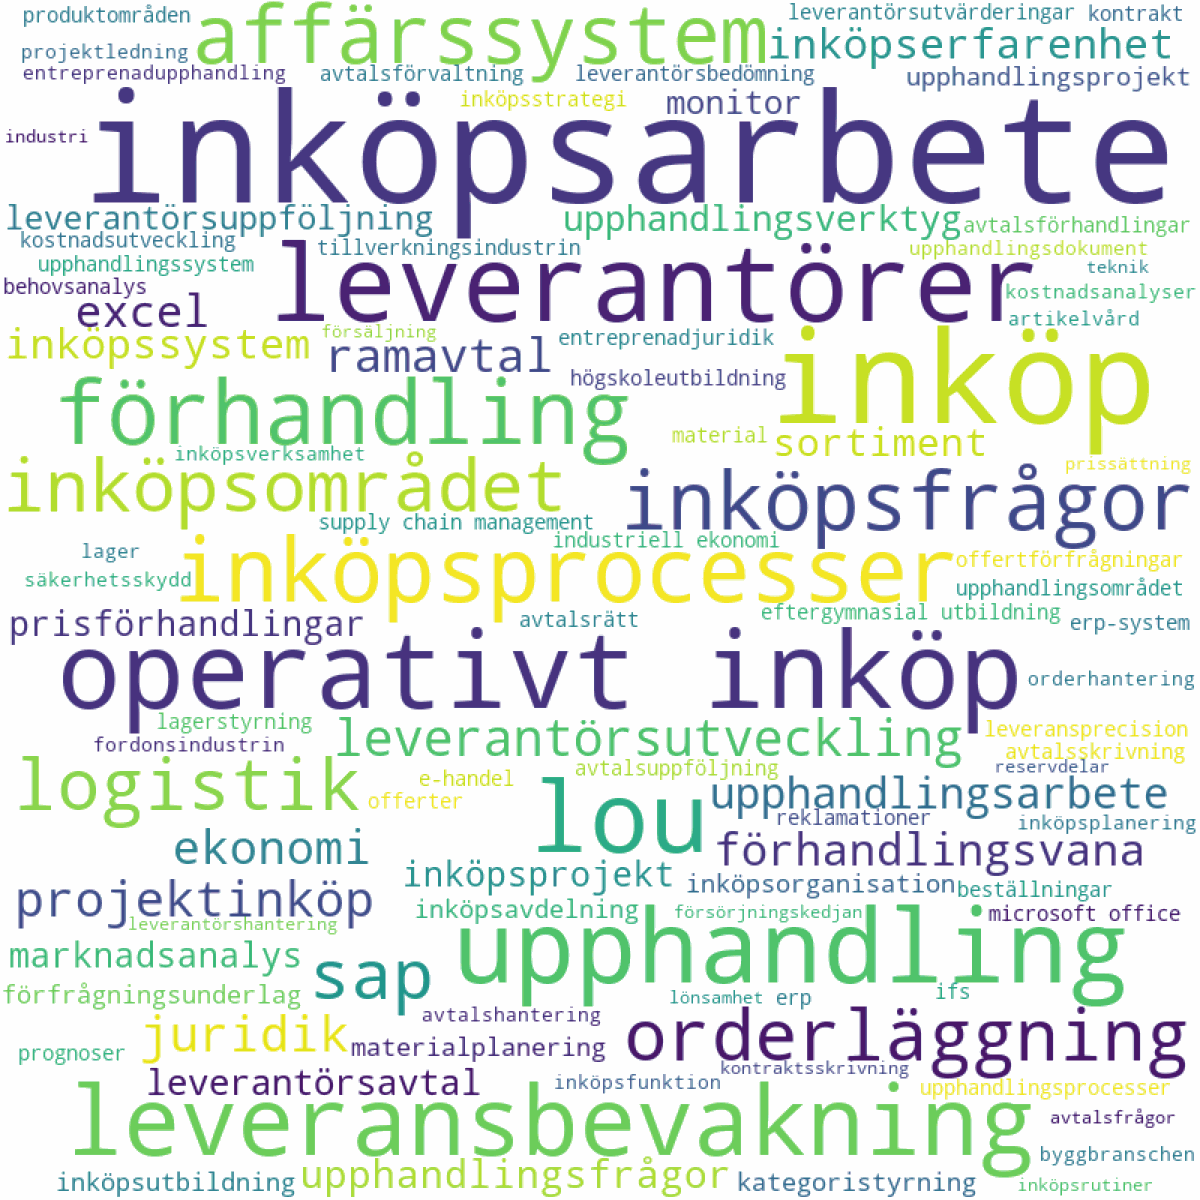 produktområden
affärssystem
leverantörsutvärderingar
kontrakt
projektledning
inköpserfarenhet
entreprenadupphandling
avtalsförvaltning
leverantörsbedömning
upphandlingsprojekt
inköpsstrategi
monitor
industri
inköpsarbete
leverantörsuppföljning
upphandlingsverktyg
avtalsförhandlingar
kostnadsutveckling
tillverkningsindustrin
upphandlingsdokument
upphandlingssystem
leverantörer
teknik
behovsanalys
kostnadsanalyser
excel
artikelvård
inköpssystem
försäljning
ramavtal
entreprenadjuridik
inköp
högskoleutbildning
förhandling
material
sortiment
inköpsverksamhet
prissättning
inköpsområdet
inköpsfrågor
supply chain management
industriell ekonomi
lager
inköpsprocesser
offertförfrågningar
säkerhetsskydd
upphandlingsområdet
prisförhandlingar
avtalsrätt
eftergymnasial utbildning
erp-system
operativt inköp
orderhantering
lagerstyrning
leverantörsutveckling
leveransprecision
fordonsindustrin
avtalsskrivning
logistik
e-handel
avtalsuppföljning
reservdelar
offerter
lou
upphandlingsarbete
reklamationer
inköpsplanering
ekonomi
förhandlingsvana
inköpsprojekt
inköpsorganisation
beställningar
projektinköp
inköpsavdelning
försörjningskedjan
microsoft office
leverantörshantering
upphandling
marknadsanalys
sap
förfrågningsunderlag
lönsamhet
erp
ifs
avtalshantering
juridik
materialplanering
orderläggning
prognoser
kontraktsskrivning
leverantörsavtal
inköpsfunktion
upphandlingsprocesser
leveransbevakning
avtalsfrågor
byggbranschen
inköpsutbildning
upphandlingsfrågor
kategoristyrning
inköpsrutiner